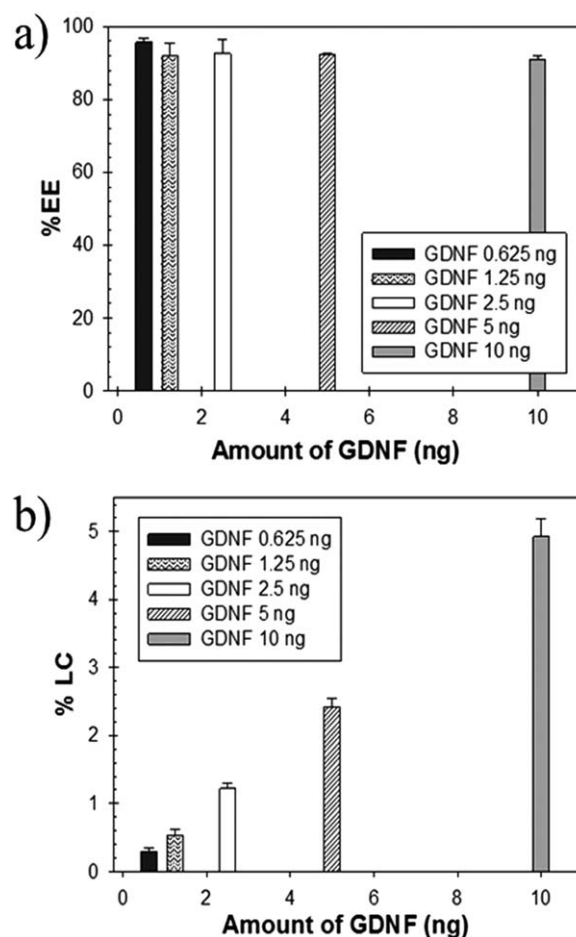 a)
100
80
60
40
20
0
%EE
GDNF 0.625 ng
GDNF 1.25 ng
GDNF 2.5 ng
GDNF 5 ng
GDNF 10 ng
0 2 4 6 8 10
Amount of GDNF (ng)
b)
5
4
3
2
1
0
% LC
GDNF 0.625 ng
GDNF 1.25 ng
GDNF 2.5 ng
GDNF 5 ng
GDNF 10 ng
0 2 4 6 8 10
Amount of GDNF (ng)